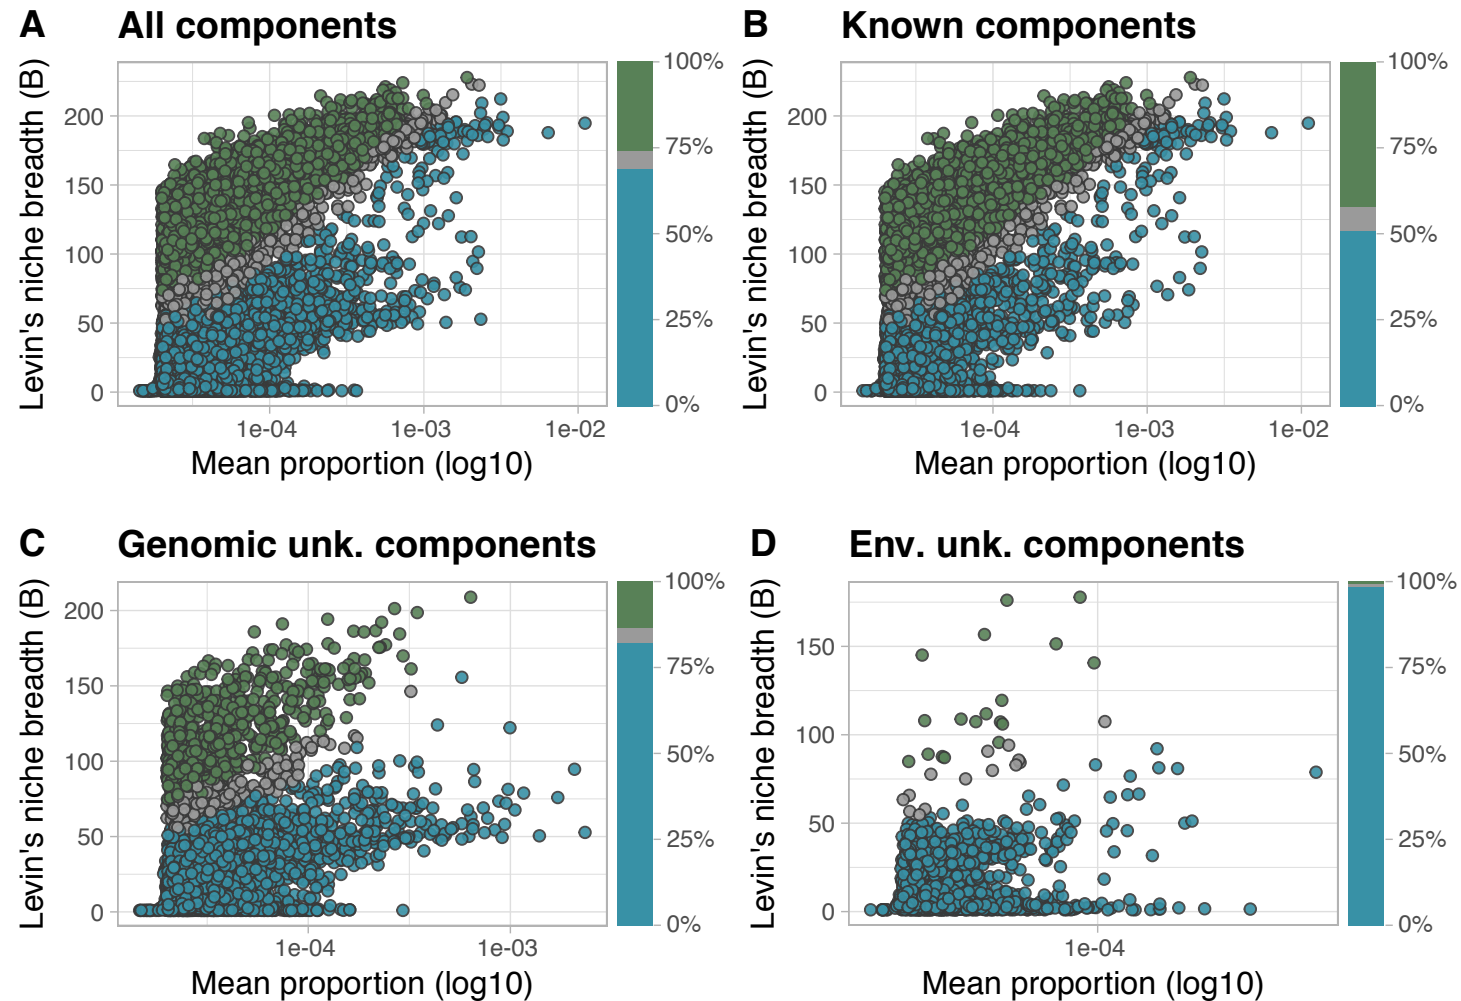 A All components
Levin's niche breadth (B)
200
150
100
50
0
1e-04 1e-03 1e-02
Mean proportion (log10)
100%
75%
50%
25%
0%
B Known components
Levin's niche breadth (B)
200
150
100
50
0
1e-04 1e-03 1e-02
Mean proportion (log10)
100%
75%
50%
25%
0%
C Genomic unk. components
Levin's niche breadth (B)
200
150
100
50
0
1e-04 1e-03
Mean proportion (log10)
100%
75%
50%
25%
0%
D Env. unk. components
Levin's niche breadth (B)
150
100
50
0
1e-04
Mean proportion (log10)
100%
75%
50%
25%
0%